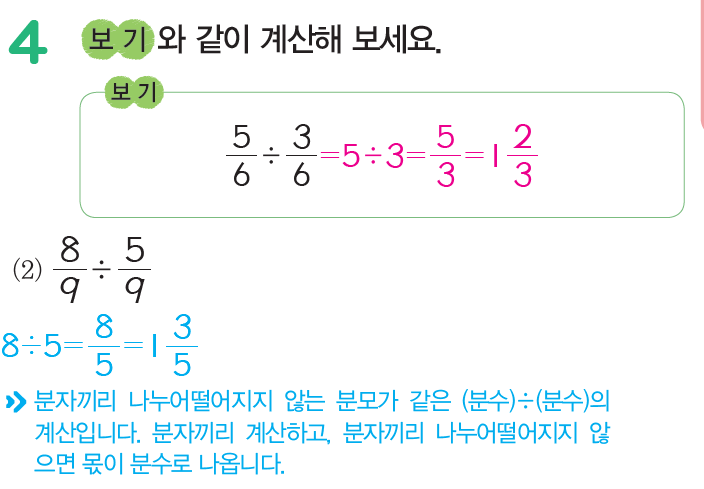 4 보기와 같이 계산해 보세요.
보기
5/6 ÷ 3/6 = 5÷3 = 5/3 = 1 2/3
(2) 8/9 ÷ 5/9
8÷5 = 8/5 = 1 3/5
» 분자끼리 나누어떨어지지 않는 분모가 같은 (분수)÷(분수)의
계산입니다. 분자끼리 계산하고, 분자끼리 나누어떨어지지 않
으면 몫이 분수로 나옵니다.